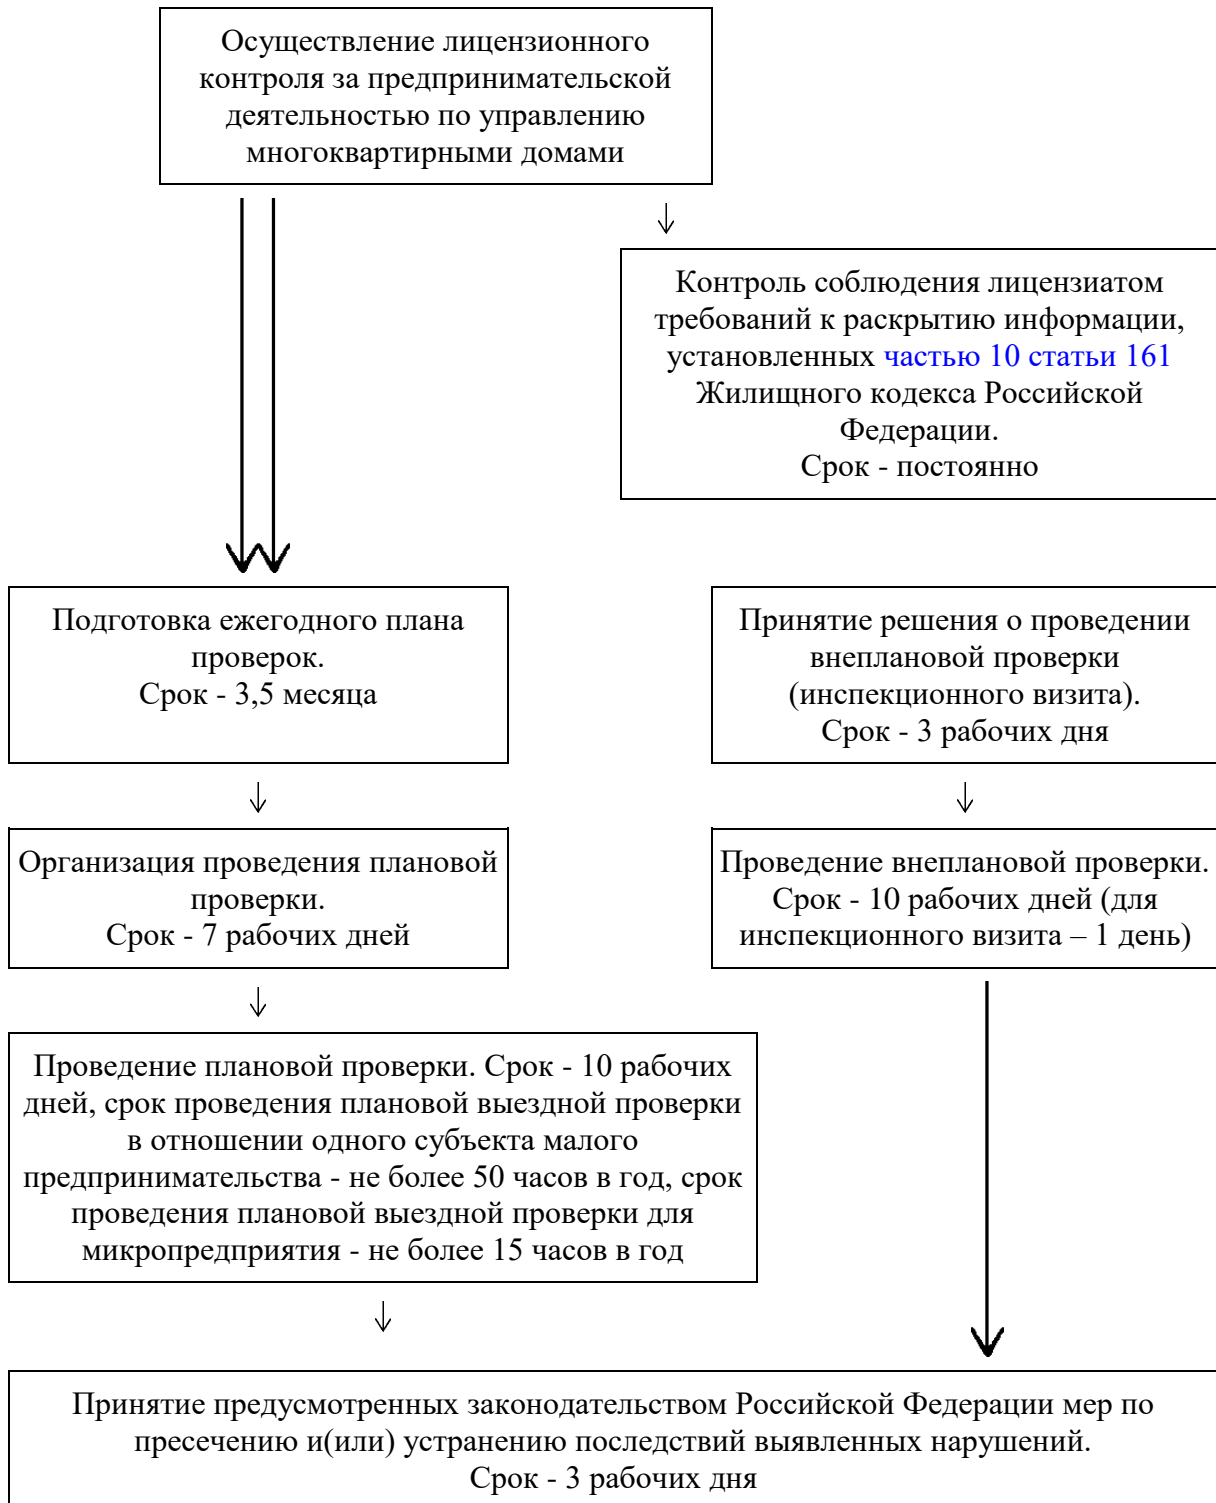 Осуществление лицензионного
контроля за предпринимательской
деятельностью по управлению
многоквартирными домами
Контроль соблюдения лицензиатом
требований к раскрытию информации,
установленных частью 10 статьи 161
Жилищного кодекса Российской
Федерации.
Срок - постоянно
Подготовка ежегодного плана
проверок.
Срок - 3,5 месяца
Принятие решения о проведении
внеплановой проверки
(инспекционного визита).
Срок - 3 рабочих дня
Организация проведения плановой
проверки.
Срок - 7 рабочих дней
Проведение внеплановой проверки.
Срок - 10 рабочих дней (для
инспекционного визита – 1 день)
Проведение плановой проверки. Срок - 10 рабочих
дней, срок проведения плановой выездной проверки
в отношении одного субъекта малого
предпринимательства - не более 50 часов в год, срок
проведения плановой выездной проверки для
микропредприятия - не более 15 часов в год
Принятие предусмотренных законодательством Российской Федерации мер по
пресечению и(или) устранению последствий выявленных нарушений.
Срок - 3 рабочих дня